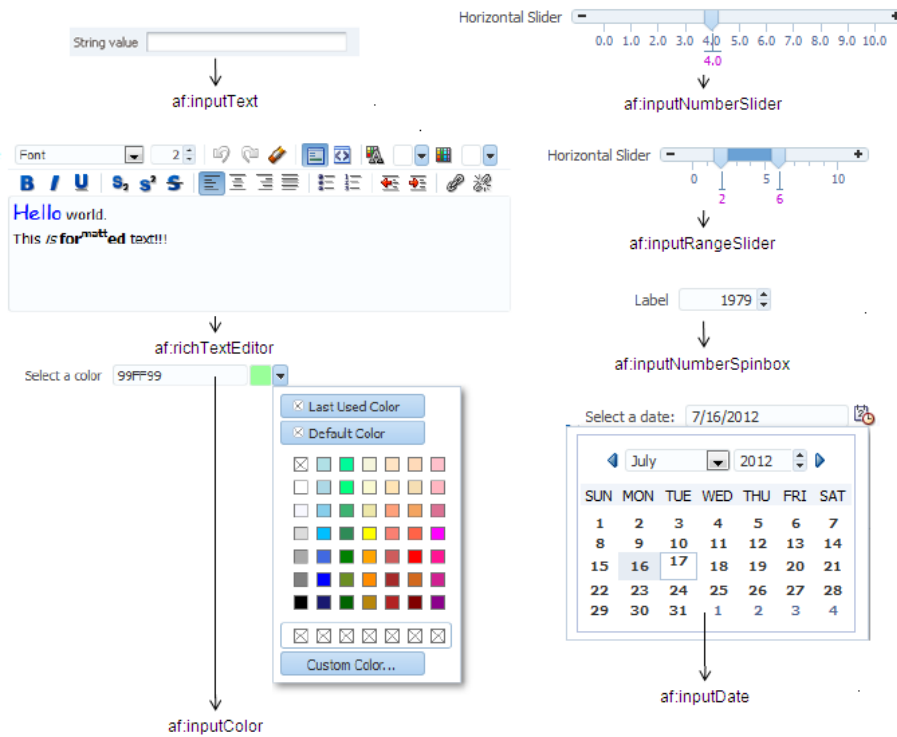 String value
af:inputText
Horizontal Slider
0.0 1.0 2.0 3.0 4.0 5.0 6.0 7.0 8.0 9.0 10.0
4.0
af:inputNumberSlider
Font 2
B I U S₂ S² S
Hello world.
This is formatted text!!!
af:richTextEditor
Horizontal Slider
0 5 10
2 6
af:inputRangeSlider
Label 1979
af:inputNumberSpinbox
Select a color 99FF99
Last Used Color
Default Color
Custom Color...
af:inputColor
Select a date: 7/16/2012
July 2012
SUN MON TUE WED THU FRI SAT
1 2 3 4 5 6 7
8 9 10 11 12 13 14
15 16 17 18 19 20 21
22 23 24 25 26 27 28
29 30 31 1 2 3 4
af:inputDate